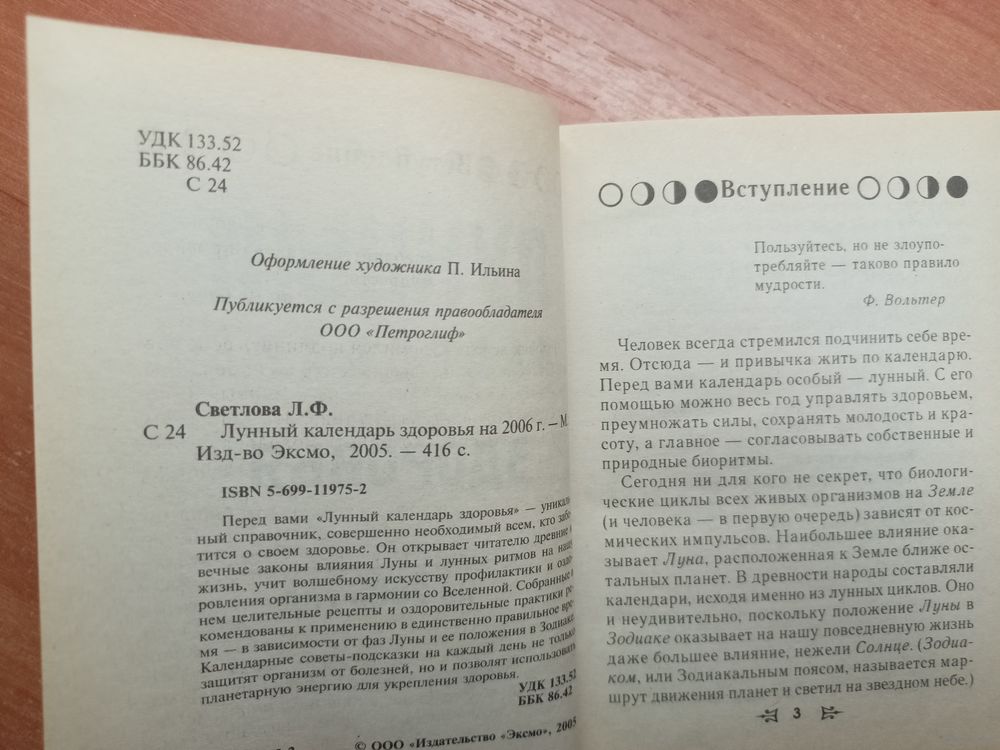 УДК 133.52
ББК 86.42
С 24
Оформление художника П. Ильина
Публикуется с разрешения правообладателя
ООО «Петроглиф»
Светлова Л.Ф.
С 24 Лунный календарь здоровья на 2006 г. — М.
Изд-во Эксмо, 2005. — 416 с.
ISBN 5-699-11975-2
Перед вами «Лунный календарь здоровья» — уникаль
ный справочник, совершенно необходимый всем, кто забо
тится о своем здоровье. Он открывает читателю древние и
вечные законы влияния Луны и лунных ритмов на нашу
жизнь, учит волшебному искусству профилактики и оздо
ровления организма в гармонии со Вселенной. Собранные в
нем целительные рецепты и оздоровительные практики ре
комендованы к применению в единственно правильное вре
мя — в зависимости от фаз Луны и ее положения в Зодиаке.
Календарные советы-подсказки на каждый день не только
защитят организм от болезней, но и позволят использовать
планетарную энергию для укрепления здоровья.
УДК 133.52
ББК 86.42
© ООО «Издательство «Эксмо», 2005
Вступление
Пользуйтесь, но не злоупо-
требляйте — таково правило
мудрости.
Ф. Вольтер
Человек всегда стремился подчинить себе вре-
мя. Отсюда — и привычка жить по календарю.
Перед вами календарь особый — лунный. С его
помощью можно весь год управлять здоровьем,
преумножать силы, сохранять молодость и кра-
соту, а главное — согласовывать собственные и
природные биоритмы.
Сегодня ни для кого не секрет, что биологи-
ческие циклы всех живых организмов на Земле
(и человека — в первую очередь) зависят от кос-
мических импульсов. Наибольшее влияние ока-
зывает Луна, расположенная к Земле ближе ос-
тальных планет. В древности народы составляли
календари, исходя именно из лунных циклов. Оно
и неудивительно, поскольку положение Луны в
Зодиаке оказывает на нашу повседневную жизнь
даже большее влияние, нежели Солнце. (Зодиа-
ком, или Зодиакальным поясом, называется мар-
шрут движения планет и светил на звездном небе.)
3